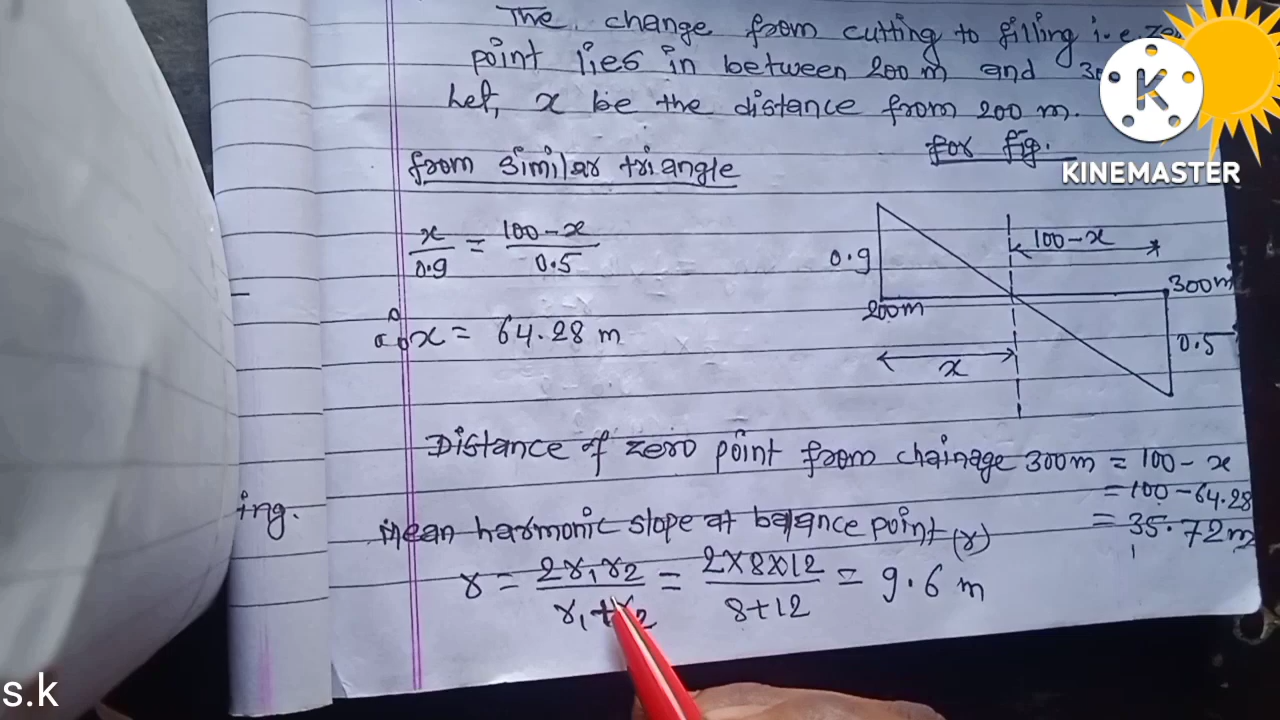 The change from cutting to filling i.e.
point lies in between 200 m and
Let, x be the distance from 200 m.
for fig.
KINEMASTER
K
from similar triangle
x/0.9 = 100-x/0.5
∴ x = 64.28 m
0.9
100-x
200m
300m
0.5
x
Distance of zero point from chainage 300m = 100-x
= 100-64.28
= 35.72m
ing.
Mean harmonic slope at balance point (r)
r = 2r₁r₂/r₁+r₂ = 2×8×12/8+12 = 9.6 m
s.k